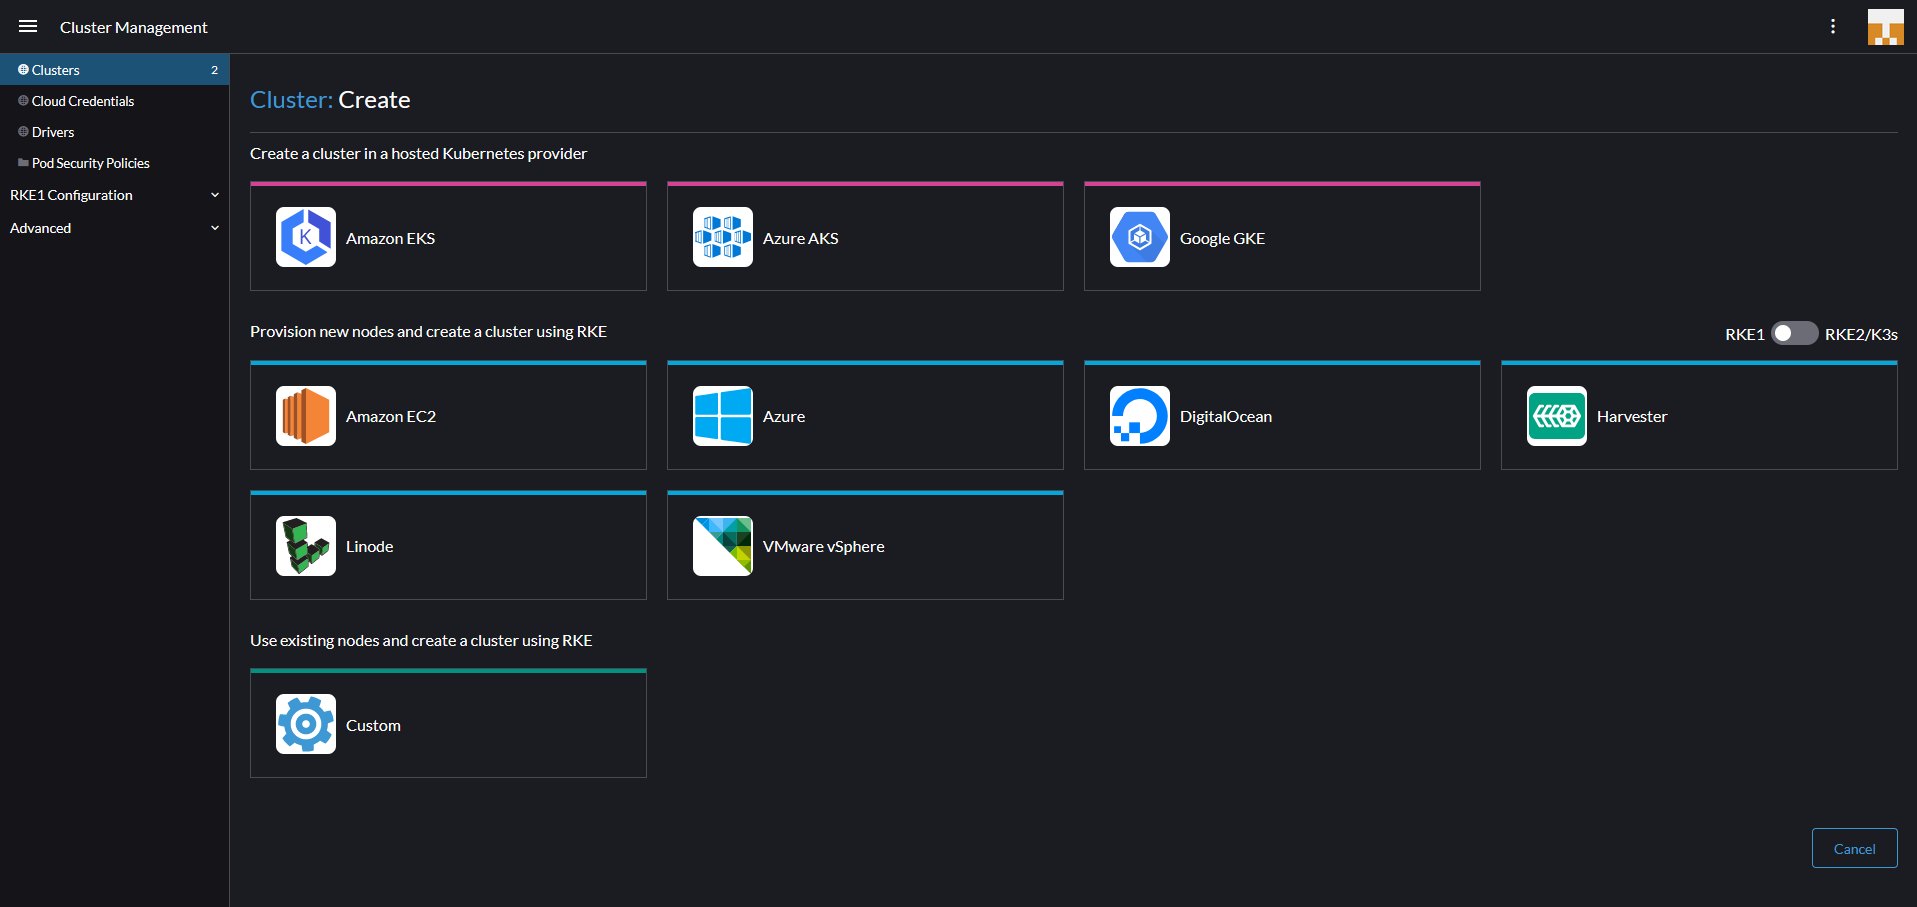 Cluster Management
Clusters 2
Cloud Credentials
Drivers
Pod Security Policies
RKE1 Configuration
Advanced
Cluster: Create
Create a cluster in a hosted Kubernetes provider
K
Amazon EKS
Azure AKS
Google GKE
Provision new nodes and create a cluster using RKE
RKE1 RKE2/K3s
Amazon EC2
Azure
DigitalOcean
Harvester
Linode
VMware vSphere
Use existing nodes and create a cluster using RKE
Custom
Cancel